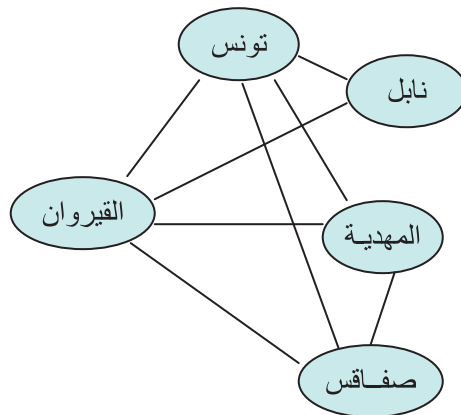 تونس
نابل
القيروان
المهدية
صفاقس